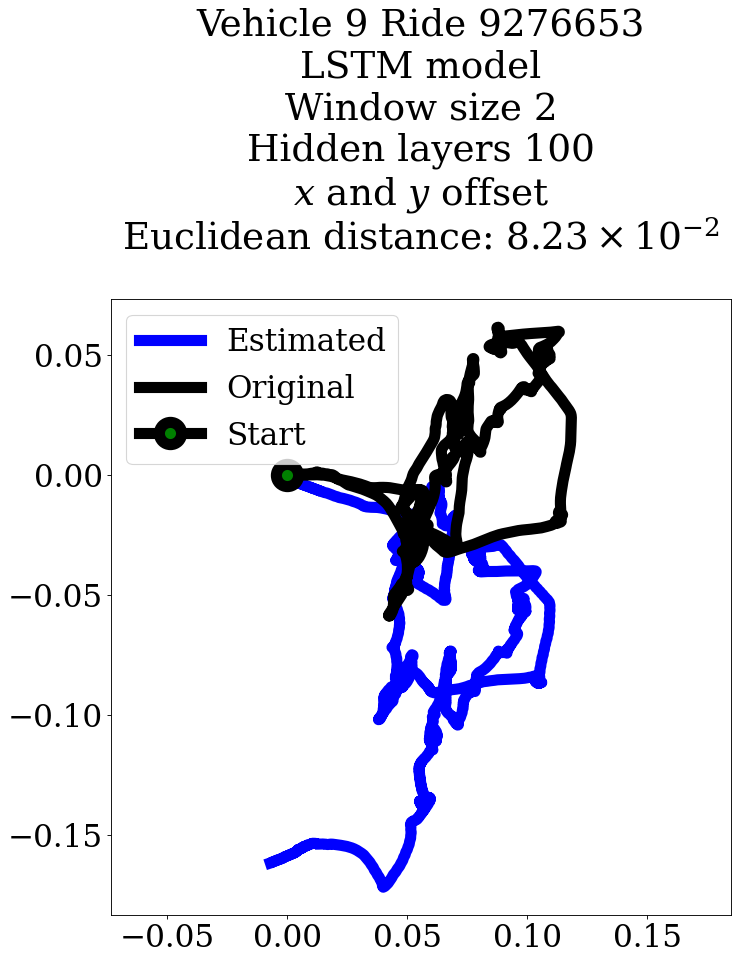 Vehicle 9 Ride 9276653
LSTM model
Window size 2
Hidden layers 100
x and y offset
Euclidean distance: 8.23 × 10⁻²
Estimated
Original
Start
0.05
0.00
−0.05
−0.10
−0.15
−0.05 0.00 0.05 0.10 0.15